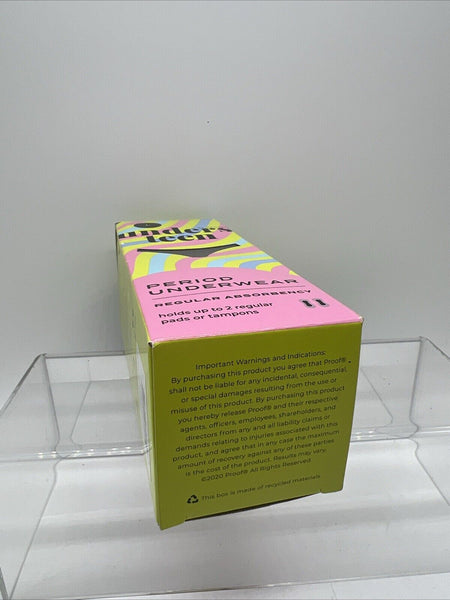 unders
teen
PERIOD
UNDERWEAR
REGULAR ABSORBENCY
holds up to 2 regular
pads or tampons
Important Warnings and Indications:
By purchasing this product you agree that Proof®
shall not be liable for any incidental, consequential,
or special damages resulting from the use or
misuse of this product. By purchasing this product
you hereby release Proof® and their respective
agents, officers, employees, shareholders, and
directors from any and all liability claims or
demands relating to injuries associated with this
product, and agree that in any case the maximum
amount of recovery against any of these parties
is the cost of the product. Results may vary.
©2020 Proof® All Rights Reserved
This box is made of recycled materials.